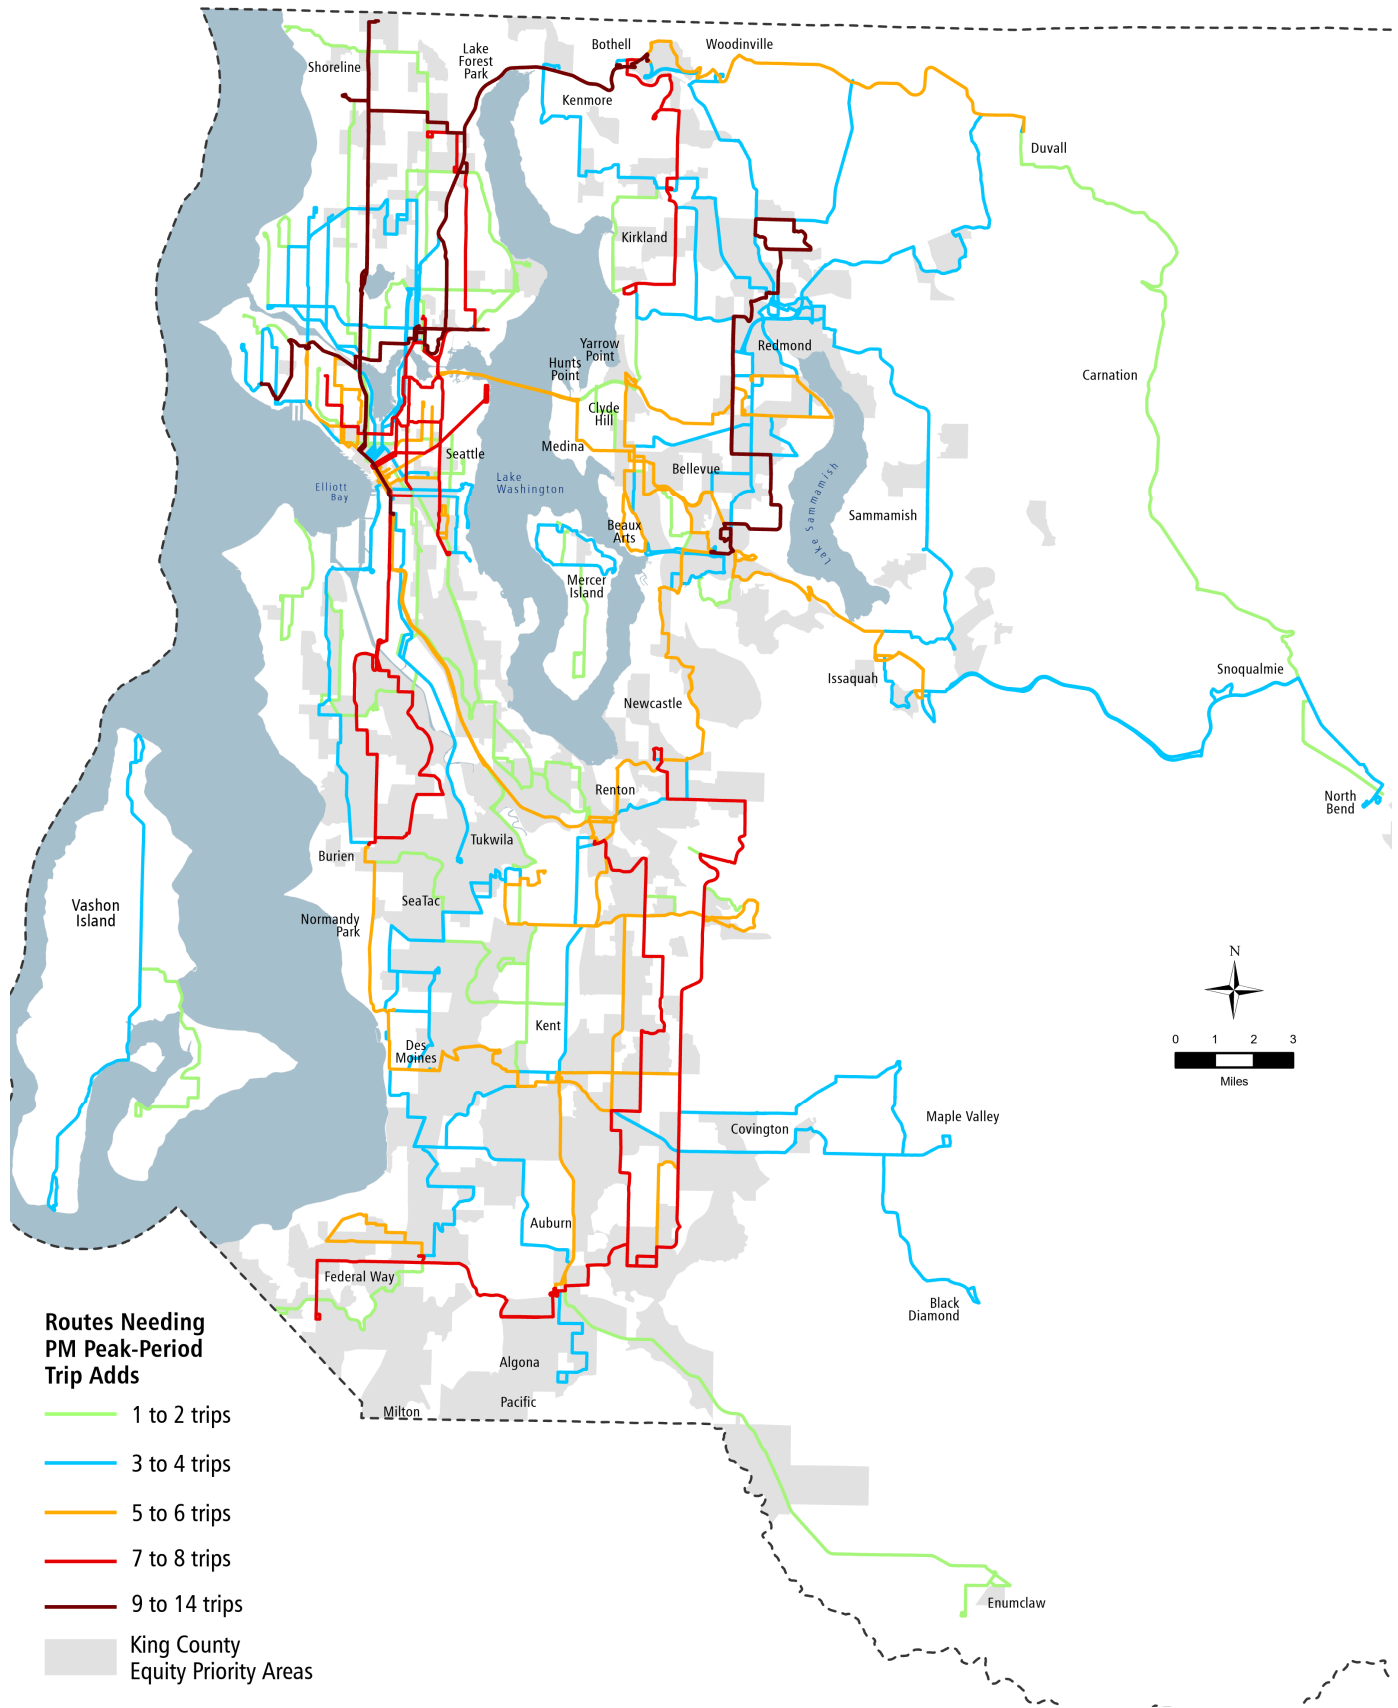 Lake
Forest
Park
Bothell
Woodinville
Shoreline
Kenmore
Duvall
Kirkland
Yarrow
Point
Redmond
Hunts
Point
Carnation
Clyde
Hill
Medina
Seattle
Bellevue
Elliott
Bay
Lake
Washington
Lake Sammamish
Sammamish
Beaux
Arts
Mercer
Island
Snoqualmie
Issaquah
Newcastle
Renton
North
Bend
Tukwila
Burien
SeaTac
Vashon
Island
Normandy
Park
N
Kent
Des
Moines
0 1 2 3
Miles
Covington
Maple Valley
Auburn
Federal Way
Black
Diamond
Algona
Pacific
Milton
Enumclaw
Routes Needing
PM Peak-Period
Trip Adds
1 to 2 trips
3 to 4 trips
5 to 6 trips
7 to 8 trips
9 to 14 trips
King County
Equity Priority Areas